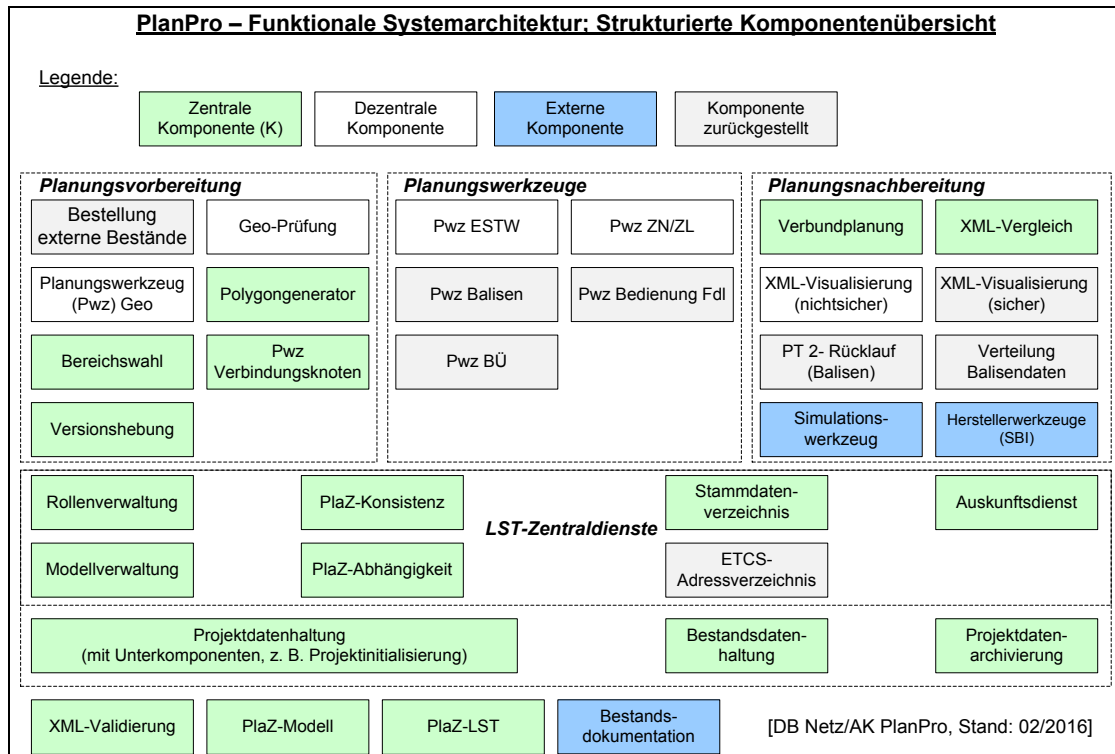 PlanPro – Funktionale Systemarchitektur; Strukturierte Komponentenübersicht
Legende:
Zentrale
Komponente (K)
Dezentrale
Komponente
Externe
Komponente
Komponente
zurückgestellt
Planungsvorbereitung
Bestellung
externe Bestände
Geo-Prüfung
Planungswerkzeug
(Pwz) Geo
Polygongenerator
Bereichswahl
Pwz
Verbindungsknoten
Versionshebung
Planungswerkzeuge
Pwz ESTW
Pwz ZN/ZL
Pwz Balisen
Pwz Bedienung Fdl
Pwz BÜ
Planungsnachbereitung
Verbundplanung
XML-Vergleich
XML-Visualisierung
(nichtsicher)
XML-Visualisierung
(sicher)
PT 2- Rücklauf
(Balisen)
Verteilung
Balisendaten
Simulations-
werkzeug
Herstellerwerkzeuge
(SBI)
Rollenverwaltung
PlaZ-Konsistenz
Stammdaten-
verzeichnis
Auskunftsdienst
LST-Zentraldienste
Modellverwaltung
PlaZ-Abhängigkeit
ETCS-
Adressverzeichnis
Projektdatenhaltung
(mit Unterkomponenten, z. B. Projektinitialisierung)
Bestandsdaten-
haltung
Projektdaten-
archivierung
XML-Validierung
PlaZ-Modell
PlaZ-LST
Bestands-
dokumentation
[DB Netz/AK PlanPro, Stand: 02/2016]